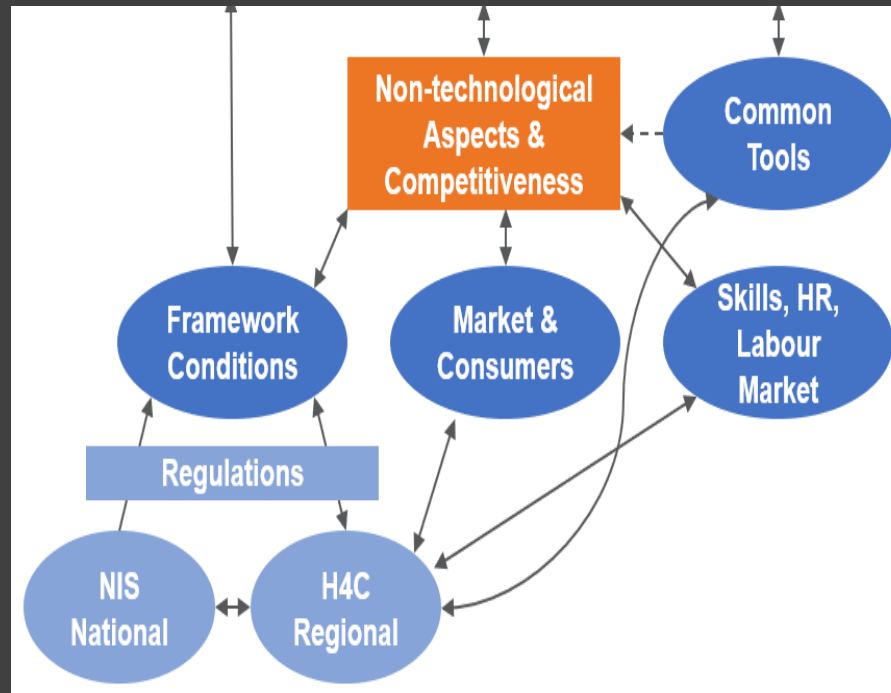 Non-technological
Aspects &
Competitiveness
Common
Tools
Framework
Conditions
Market &
Consumers
Skills, HR,
Labour
Market
Regulations
NIS
National
H4C
Regional